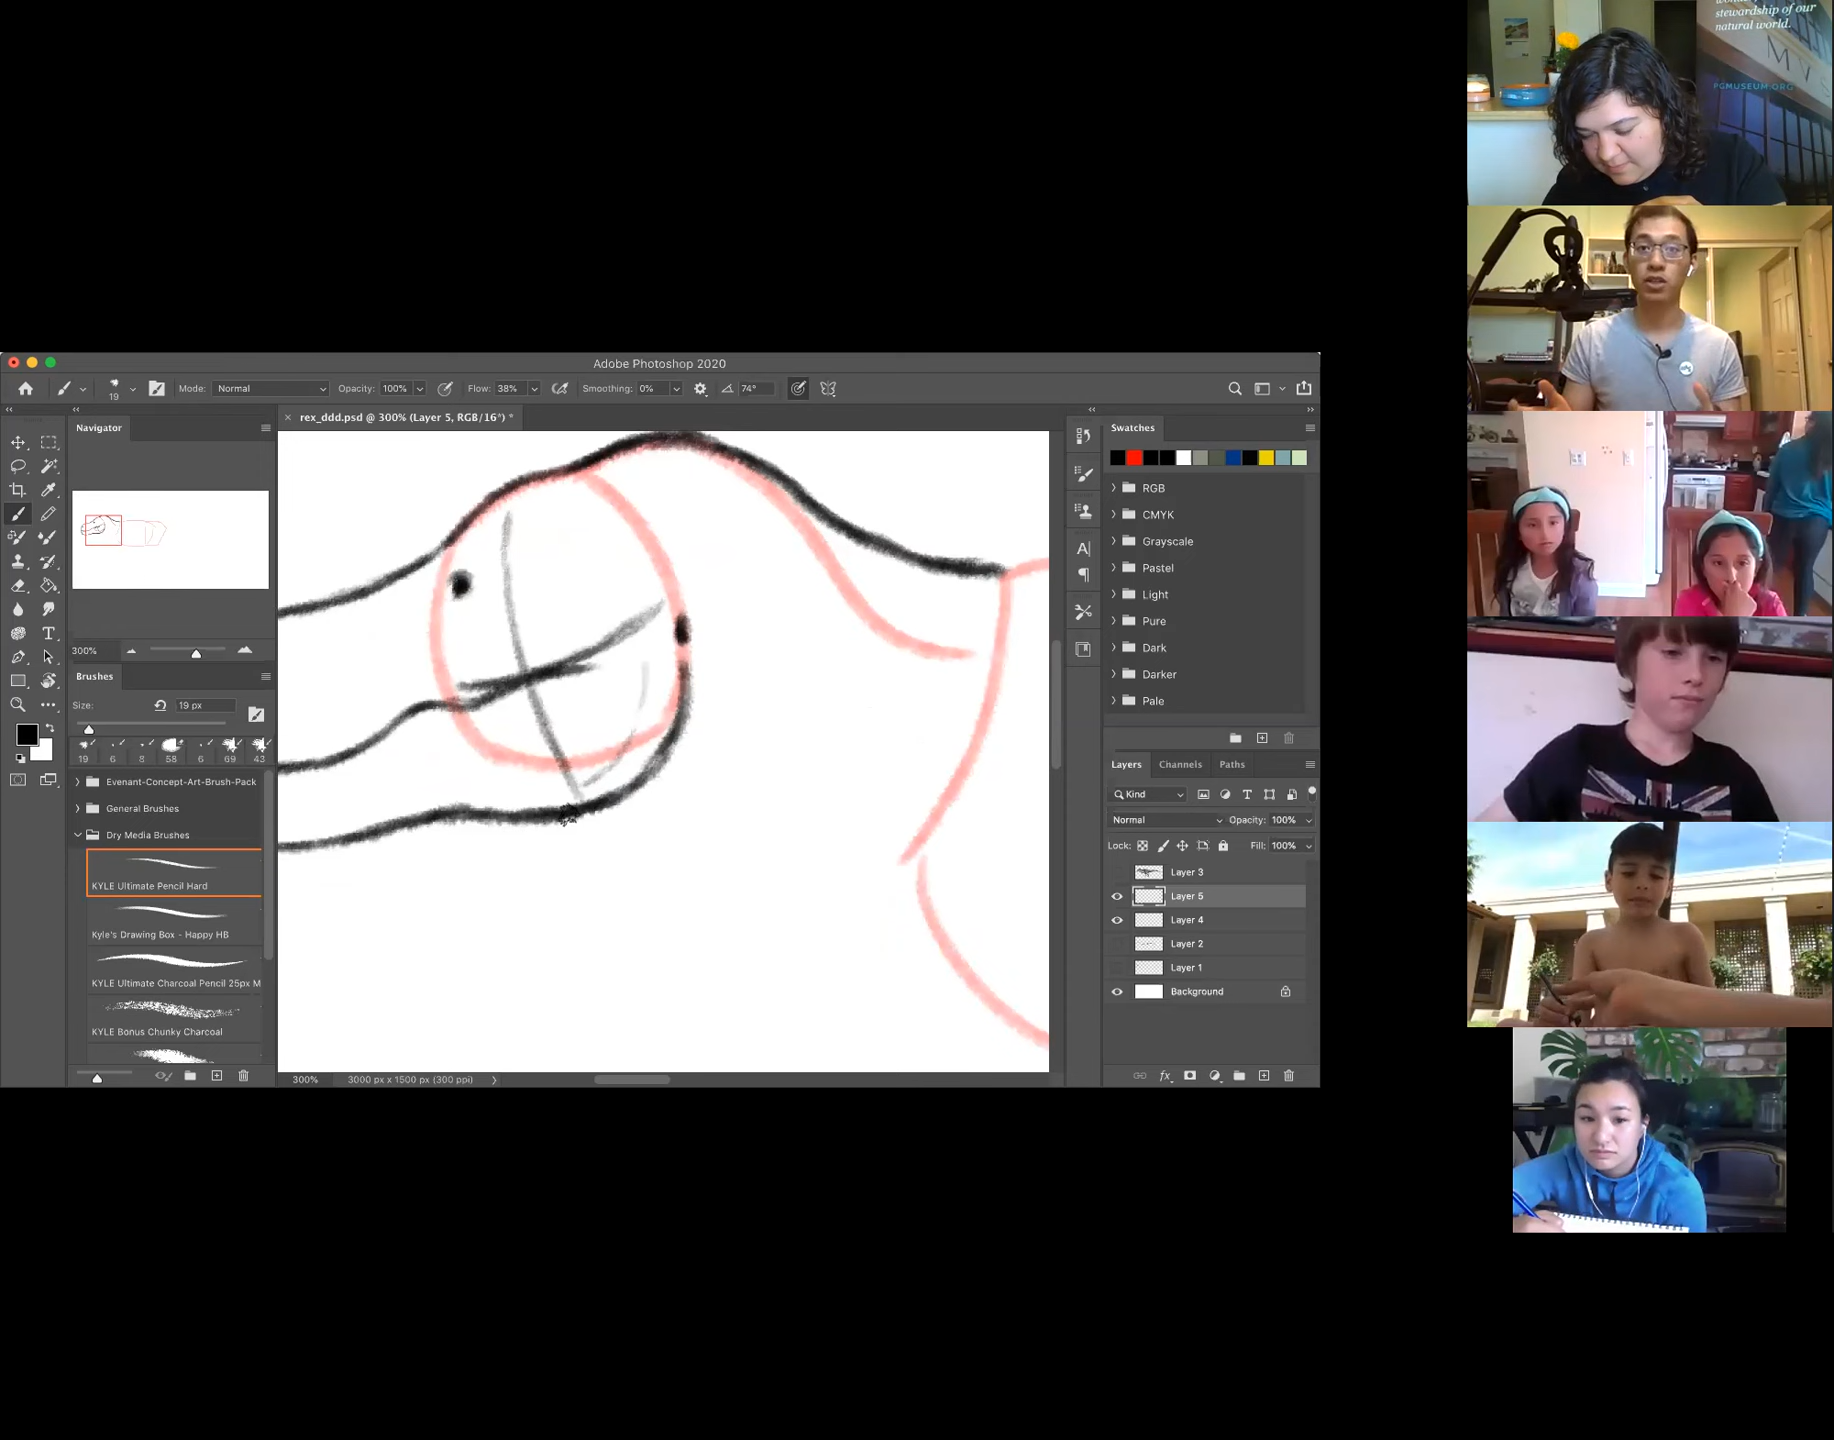 stewardship of our
natural world.
M V
PGMUSEUM.ORG
Adobe Photoshop 2020
19
Mode: Normal
Opacity: 100%
Flow: 38%
Smoothing: 0%
74°
rex_ddd.psd @ 300% (Layer 5, RGB/16*) *
Navigator
300%
Brushes
Size:
19 px
19 6 8 58 6 69 43
Evenant-Concept-Art-Brush-Pack
General Brushes
Dry Media Brushes
KYLE Ultimate Pencil Hard
Kyle's Drawing Box - Happy HB
KYLE Ultimate Charcoal Pencil 25px M
KYLE Bonus Chunky Charcoal
300%
3000 px x 1500 px (300 ppi)
Swatches
RGB
CMYK
Grayscale
Pastel
Light
Pure
Dark
Darker
Pale
Layers
Channels
Paths
Kind
Normal
Opacity: 100%
Lock:
Fill: 100%
Layer 3
Layer 5
Layer 4
Layer 2
Layer 1
Background
fx